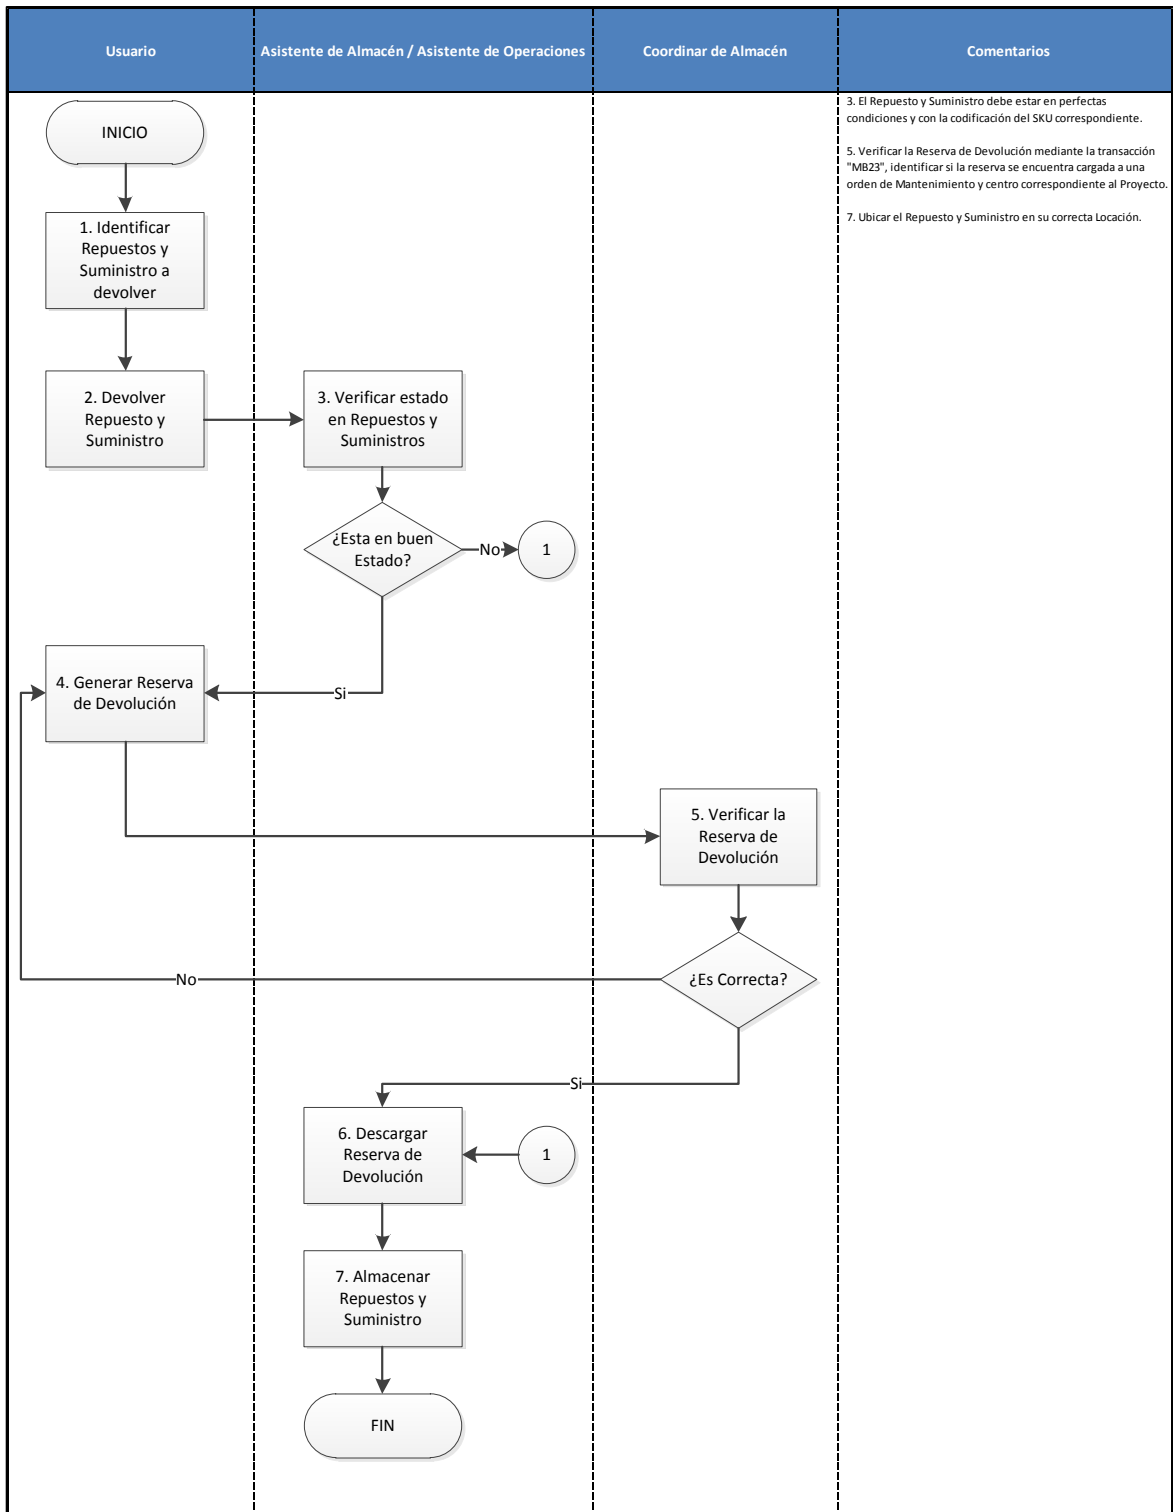 Usuario
Asistente de Almacén / Asistente de Operaciones
Coordinar de Almacén
Comentarios
3. El Repuesto y Suministro debe estar en perfectas
condiciones y con la codificación del SKU correspondiente.
5. Verificar la Reserva de Devolución mediante la transacción
"MB23", identificar si la reserva se encuentra cargada a una
orden de Mantenimiento y centro correspondiente al Proyecto.
7. Ubicar el Repuesto y Suministro en su correcta Locación.
INICIO
1. Identificar
Repuestos y
Suministro a
devolver
2. Devolver
Repuesto y
Suministro
3. Verificar estado
en Repuestos y
Suministros
¿Esta en buen
Estado?
No
1
Si
4. Generar Reserva
de Devolución
5. Verificar la
Reserva de
Devolución
¿Es Correcta?
No
Si
6. Descargar
Reserva de
Devolución
1
7. Almacenar
Repuestos y
Suministro
FIN